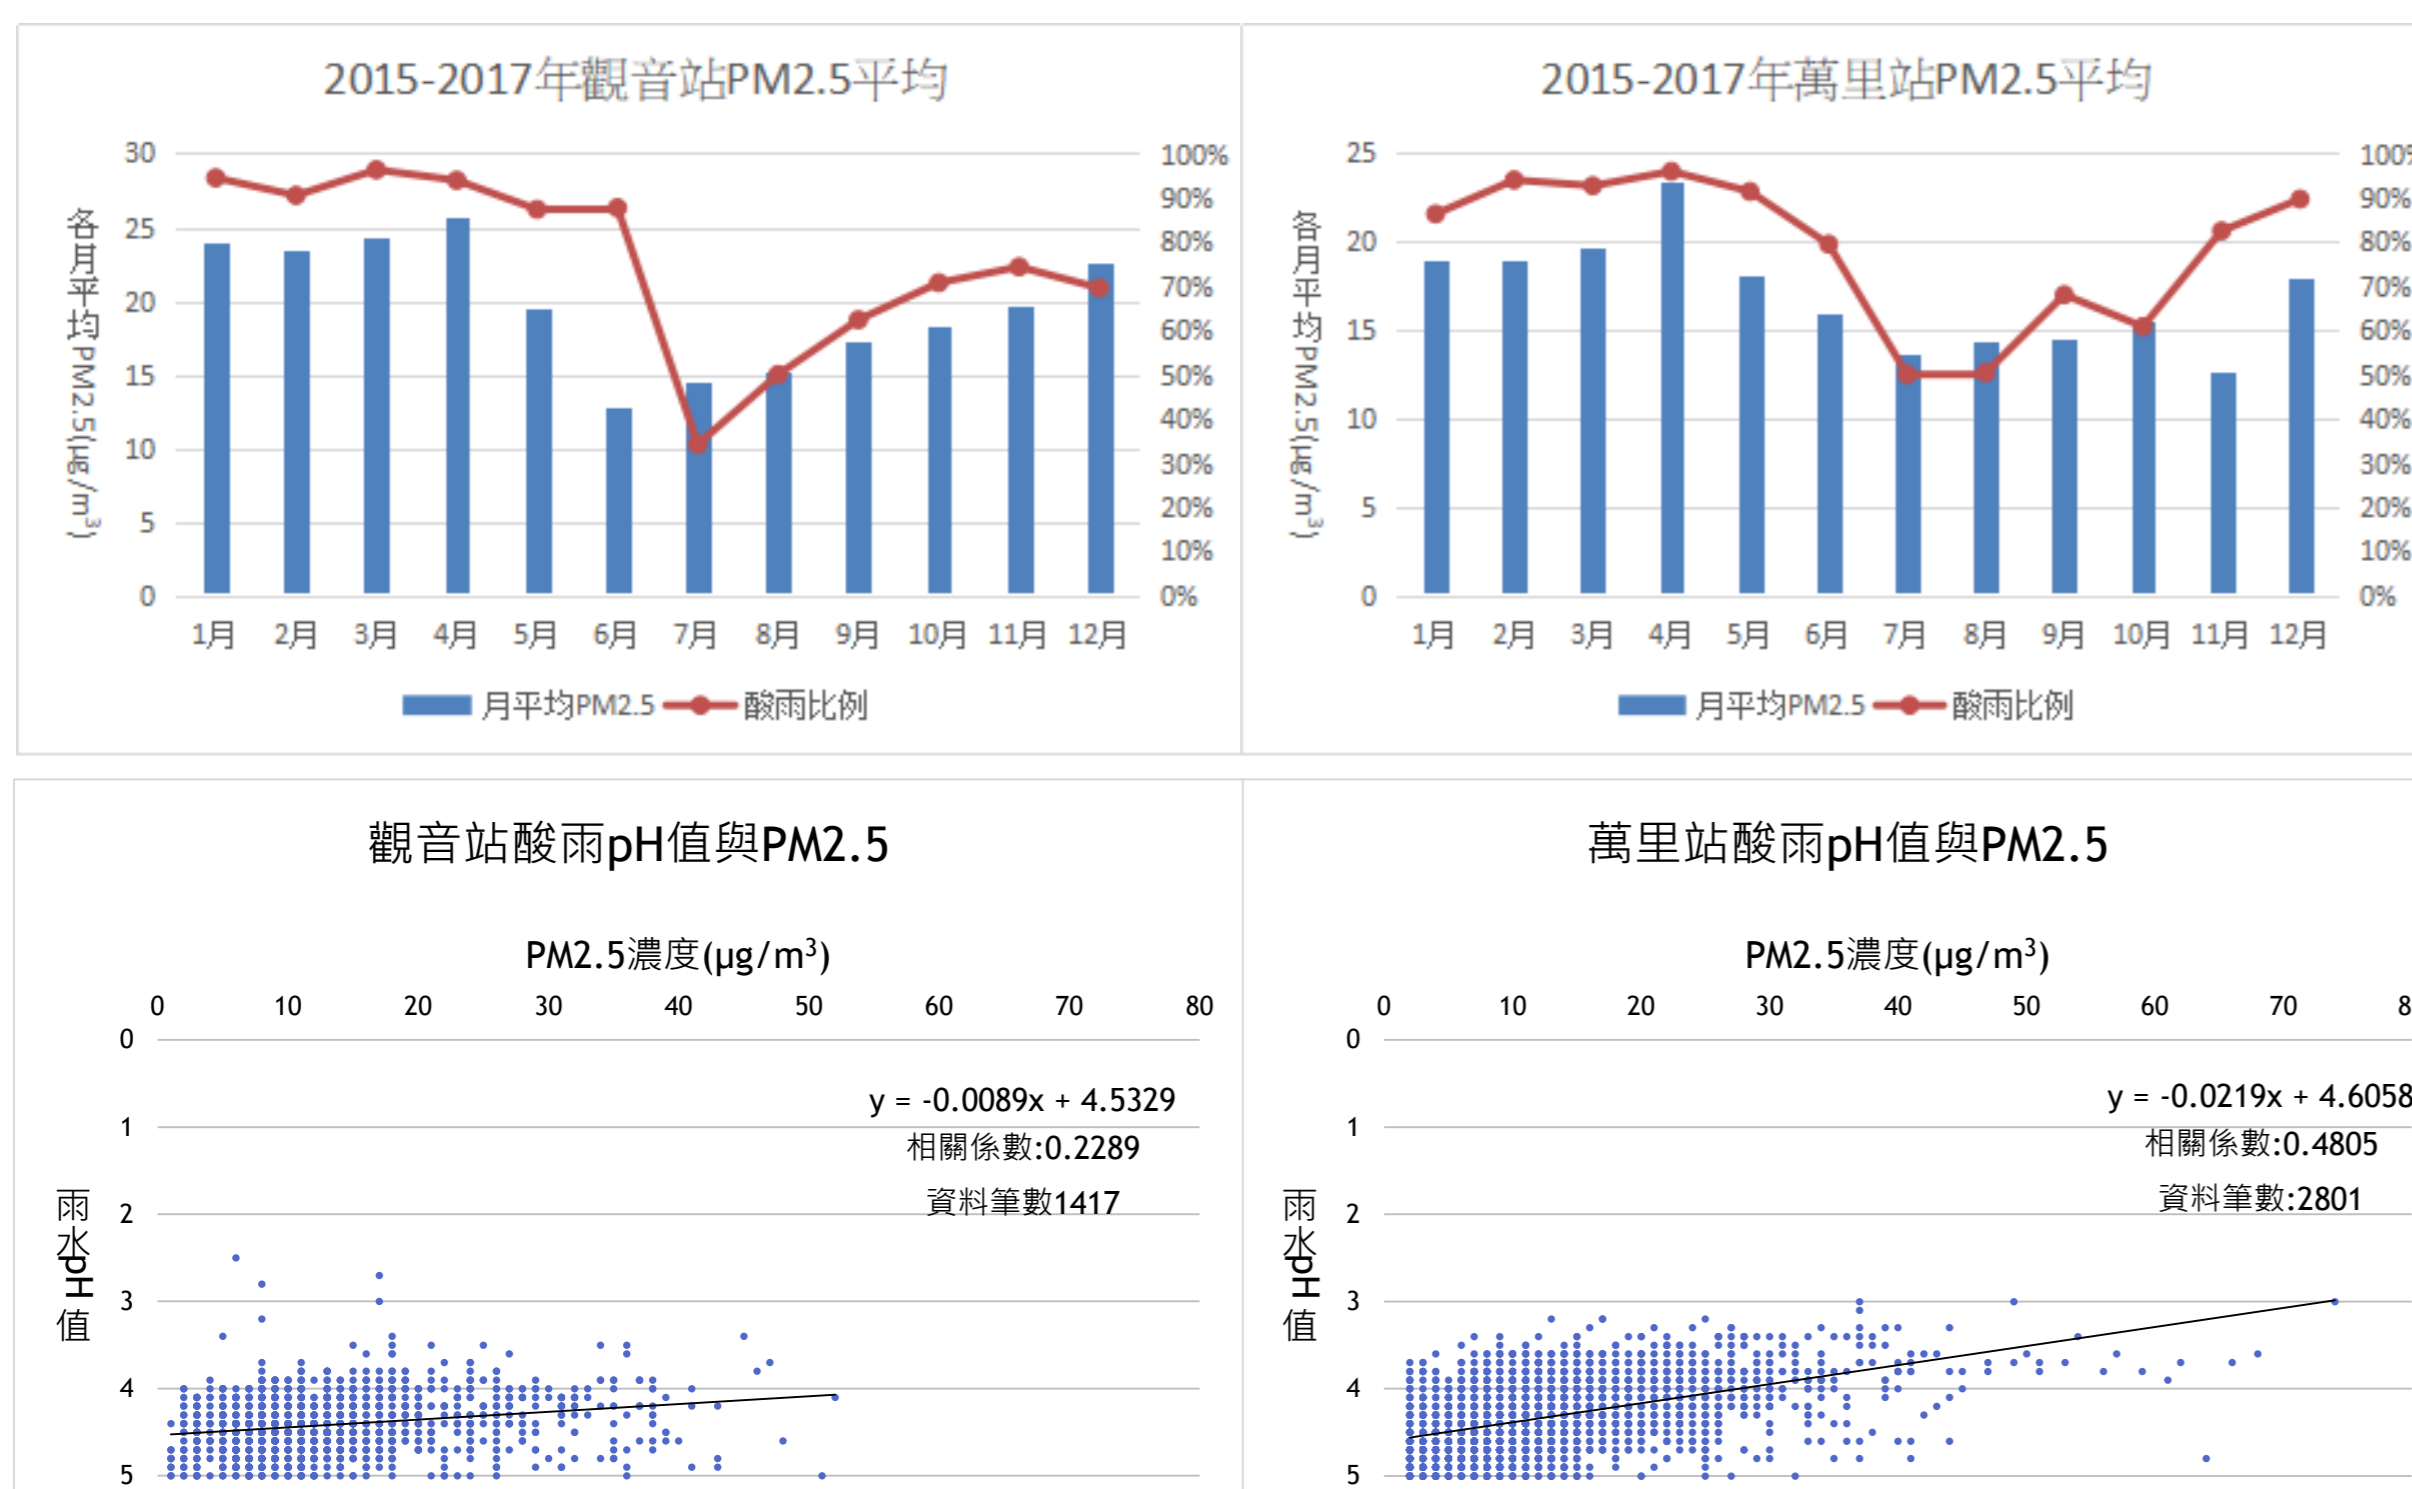 2015-2017年觀音站PM2.5平均
30
25
20
15
10
5
0
100%
90%
80%
70%
60%
50%
40%
30%
20%
10%
0%
各月平均PM2.5(μg/m³)
1月 2月 3月 4月 5月 6月 7月 8月 9月 10月 11月 12月
月平均PM2.5 酸雨比例
2015-2017年萬里站PM2.5平均
25
20
15
10
5
0
100%
90%
80%
70%
60%
50%
40%
30%
20%
10%
0%
各月平均PM2.5(μg/m³)
1月 2月 3月 4月 5月 6月 7月 8月 9月 10月 11月 12月
月平均PM2.5 酸雨比例
觀音站酸雨pH值與PM2.5
PM2.5濃度(μg/m³)
0 10 20 30 40 50 60 70 80
0
1
2
3
4
5
雨水pH值
y = -0.0089x + 4.5329
相關係數:0.2289
資料筆數1417
萬里站酸雨pH值與PM2.5
PM2.5濃度(μg/m³)
0 10 20 30 40 50 60 70 8
0
1
2
3
4
5
雨水pH值
y = -0.0219x + 4.6058
相關係數:0.4805
資料筆數:2801